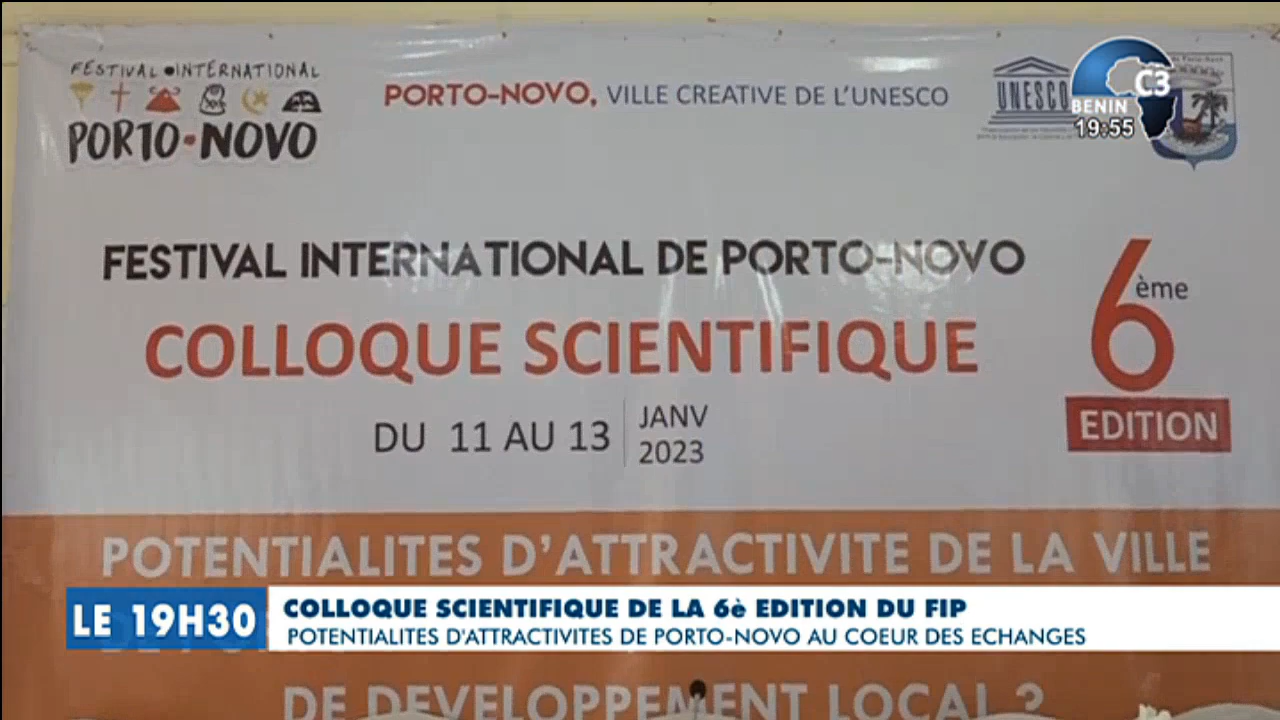 FESTIVAL INTERNATIONAL
PORTO-NOVO
PORTO-NOVO, VILLE CREATIVE DE L'UNESCO
UNESCO
C3
BENIN
19:55
FESTIVAL INTERNATIONAL DE PORTO-NOVO
COLLOQUE SCIENTIFIQUE
6ème
EDITION
DU 11 AU 13 JANV 2023
POTENTIALITES D'ATTRACTIVITE DE LA VILLE
LE 19H30
COLLOQUE SCIENTIFIQUE DE LA 6è EDITION DU FIP
POTENTIALITES D'ATTRACTIVITES DE PORTO-NOVO AU COEUR DES ECHANGES
DE DEVELOPPEMENT LOCAL ?